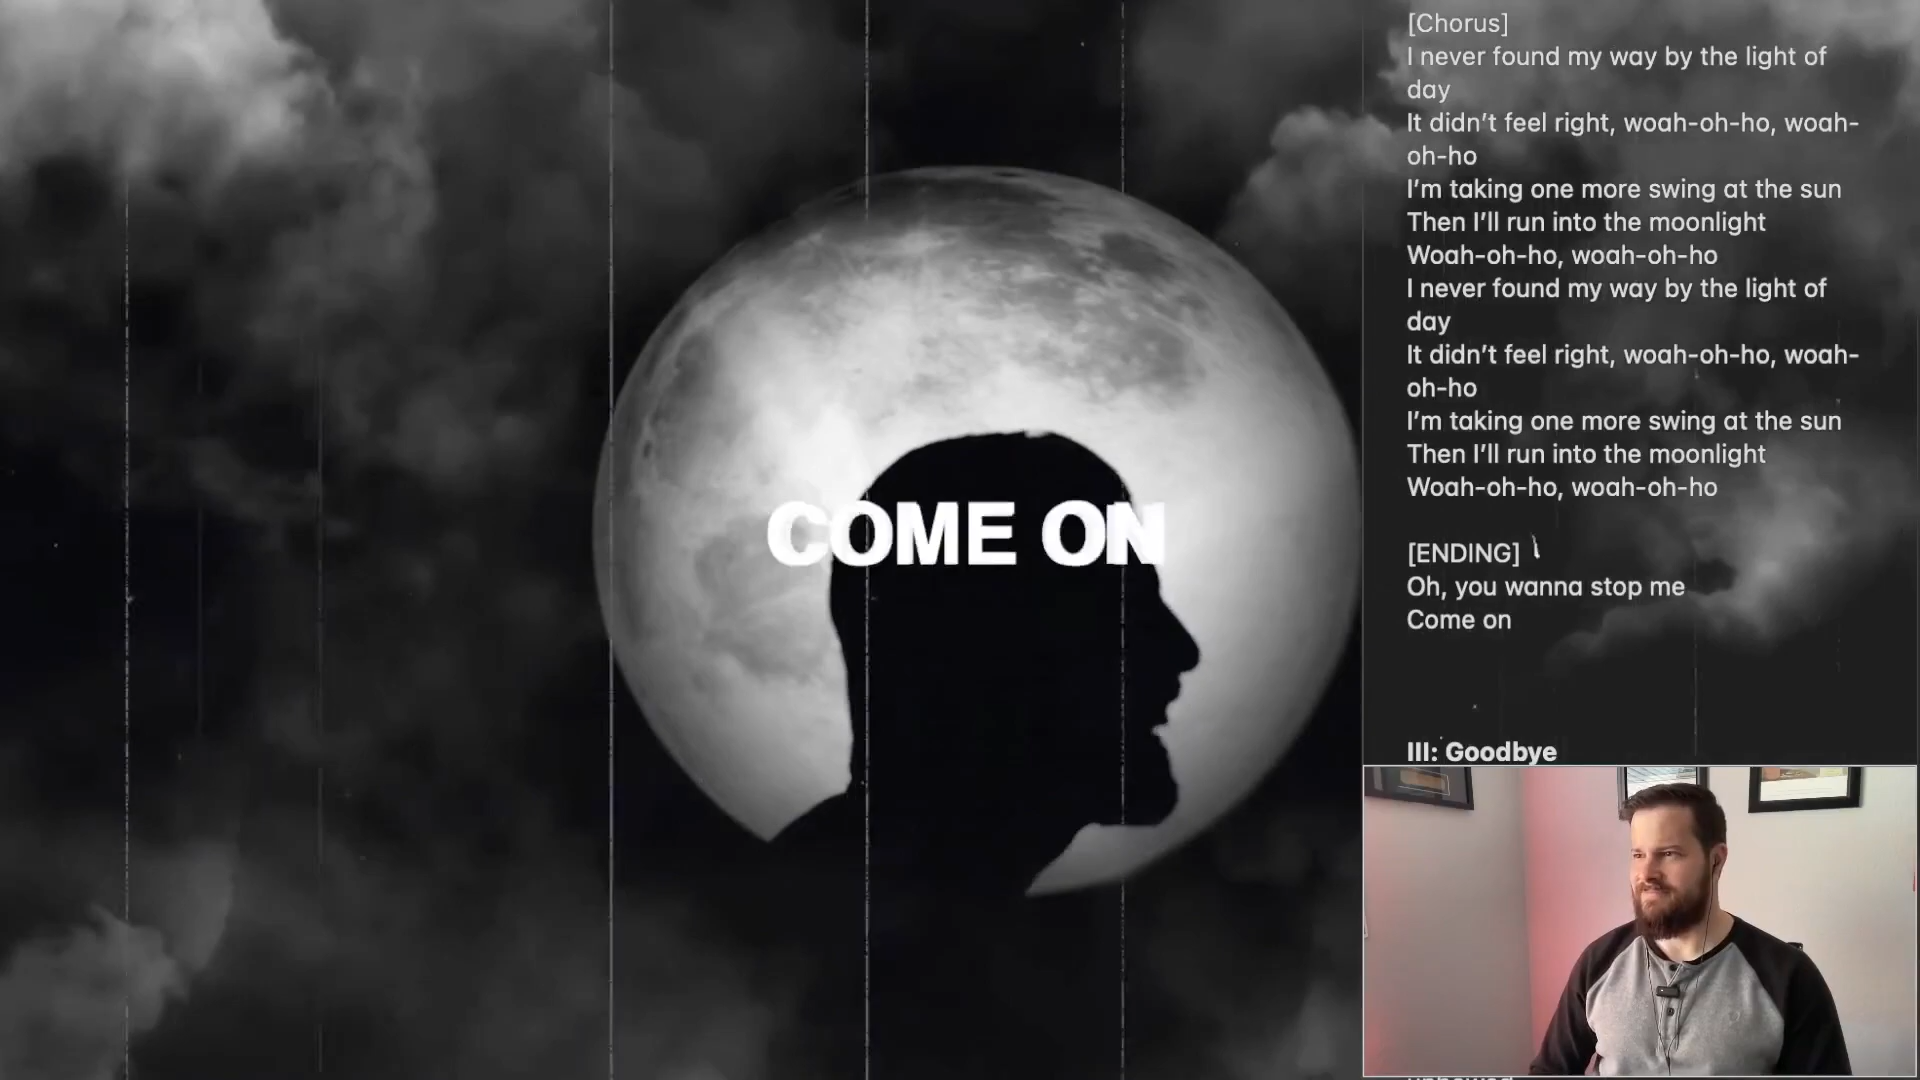 [Chorus]
I never found my way by the light of
day
It didn’t feel right, woah-oh-ho, woah-
oh-ho
I’m taking one more swing at the sun
Then I’ll run into the moonlight
Woah-oh-ho, woah-oh-ho
I never found my way by the light of
day
It didn’t feel right, woah-oh-ho, woah-
oh-ho
I’m taking one more swing at the sun
Then I’ll run into the moonlight
Woah-oh-ho, woah-oh-ho
[ENDING]
Oh, you wanna stop me
Come on
III: Goodbye
COME ON